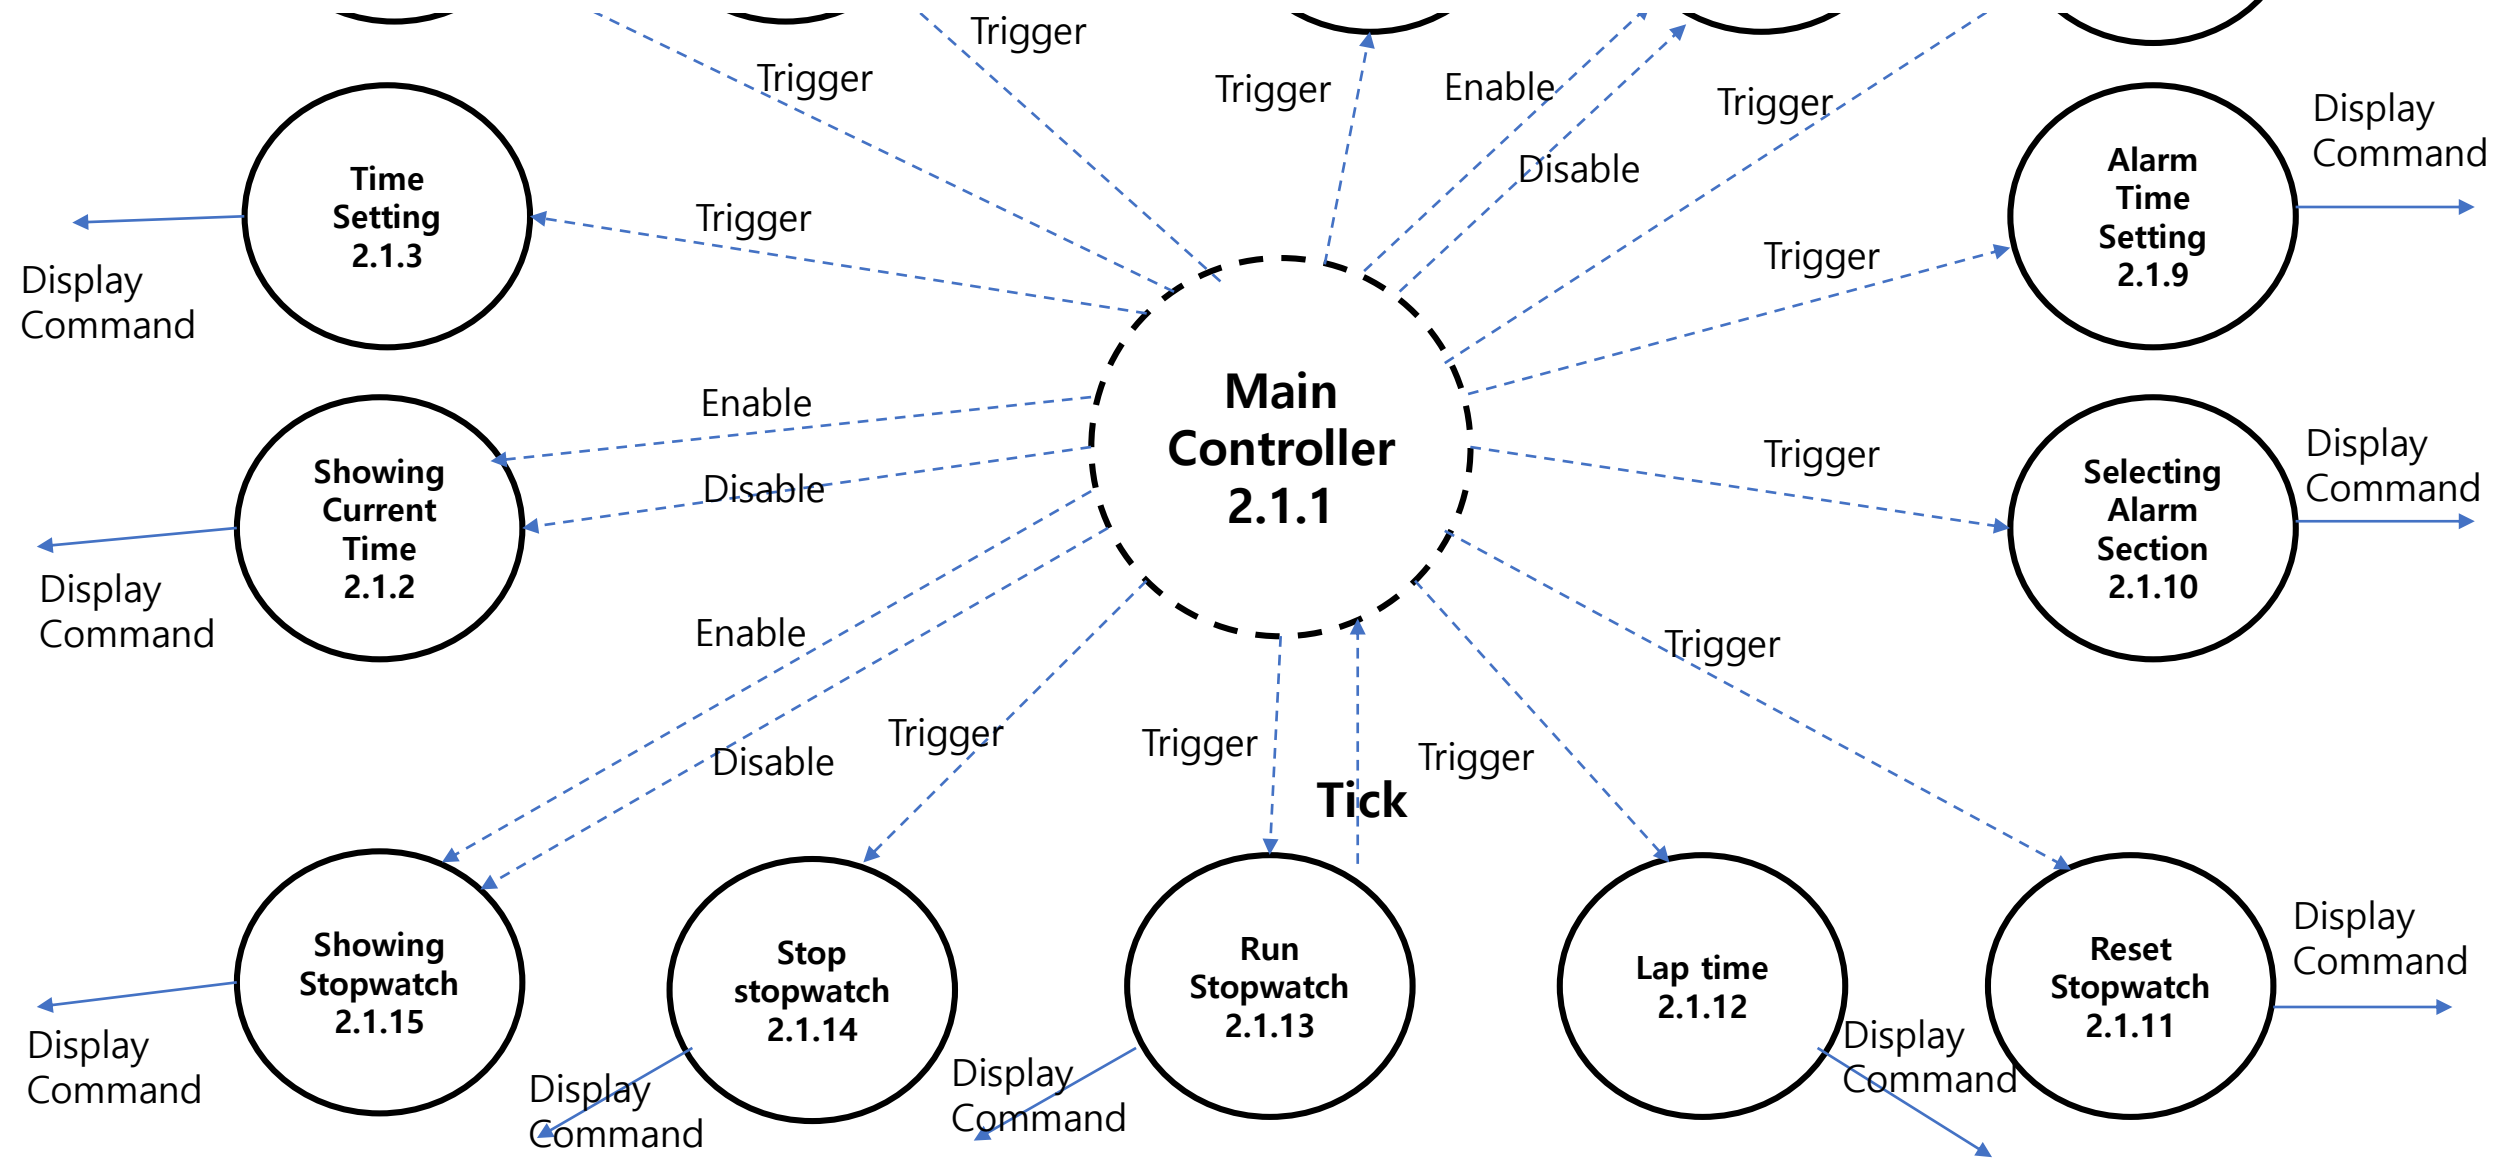 Trigger
Trigger
Trigger
Enable
Trigger
Disable
Display
Command
Time
Setting
2.1.3
Trigger
Alarm
Time
Setting
2.1.9
Trigger
Display
Command
Main
Controller
2.1.1
Enable
Disable
Showing
Current
Time
2.1.2
Trigger
Selecting
Alarm
Section
2.1.10
Display
Command
Display
Command
Enable
Disable
Trigger
Trigger
Tick
Trigger
Trigger
Showing
Stopwatch
2.1.15
Stop
stopwatch
2.1.14
Run
Stopwatch
2.1.13
Lap time
2.1.12
Reset
Stopwatch
2.1.11
Display
Command
Display
Command
Display
Command
Display
Command
Display
Command